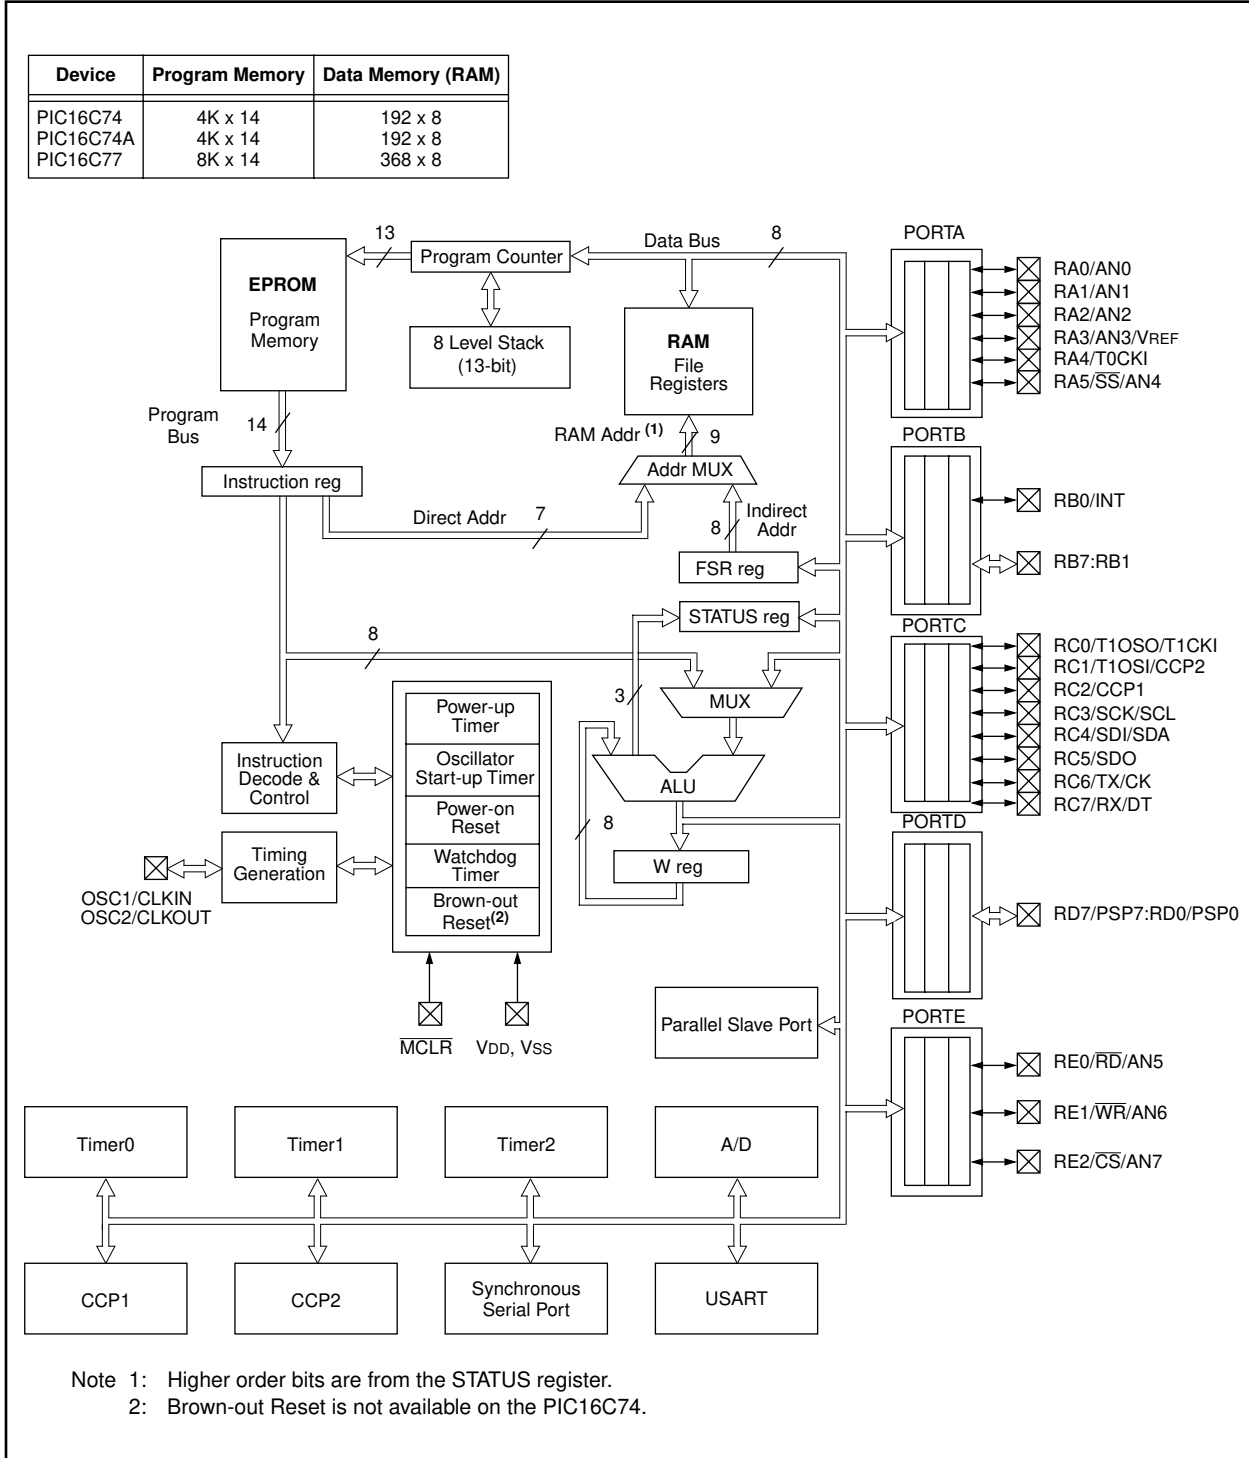 Device Program Memory Data Memory (RAM)
PIC16C74 4K x 14 192 x 8
PIC16C74A 4K x 14 192 x 8
PIC16C77 8K x 14 368 x 8
EPROM
Program
Memory
13
Program Counter
8 Level Stack
(13-bit)
Data Bus
8
RAM
File
Registers
Program
Bus
14
RAM Addr (1)
9
Addr MUX
Instruction reg
Direct Addr
7
8
Indirect
Addr
FSR reg
STATUS reg
8
3
MUX
ALU
8
W reg
Power-up
Timer
Oscillator
Start-up Timer
Power-on
Reset
Watchdog
Timer
Brown-out
Reset(2)
Instruction
Decode &
Control
Timing
Generation
OSC1/CLKIN
OSC2/CLKOUT
MCLR
VDD, VSS
Parallel Slave Port
PORTA
RA0/AN0
RA1/AN1
RA2/AN2
RA3/AN3/VREF
RA4/T0CKI
RA5/SS/AN4
PORTB
RB0/INT
RB7:RB1
PORTC
RC0/T1OSO/T1CKI
RC1/T1OSI/CCP2
RC2/CCP1
RC3/SCK/SCL
RC4/SDI/SDA
RC5/SDO
RC6/TX/CK
RC7/RX/DT
PORTD
RD7/PSP7:RD0/PSP0
PORTE
RE0/RD/AN5
RE1/WR/AN6
RE2/CS/AN7
Timer0
Timer1
Timer2
A/D
CCP1
CCP2
Synchronous
Serial Port
USART
Note 1: Higher order bits are from the STATUS register.
2: Brown-out Reset is not available on the PIC16C74.